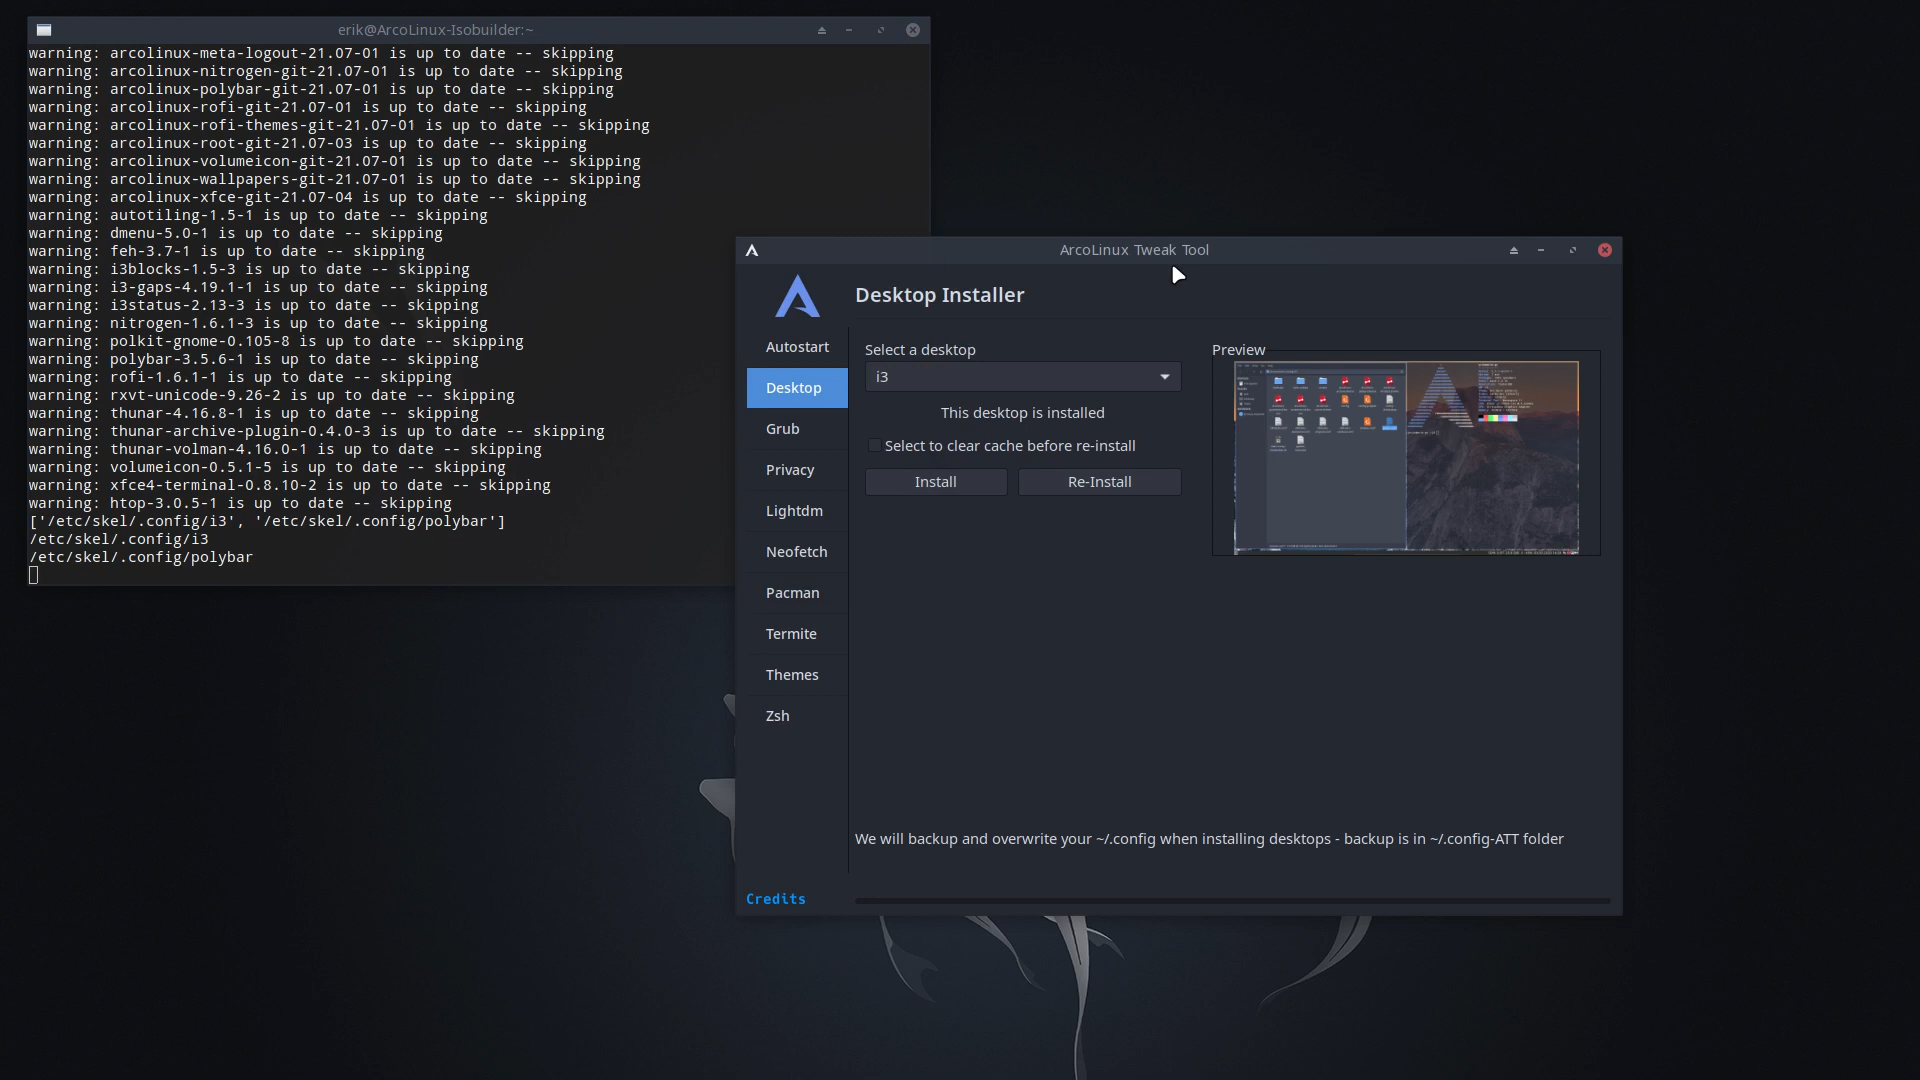 erik@ArcoLinux-Isobuilder:~
warning: arcolinux-meta-logout-21.07-01 is up to date -- skipping
warning: arcolinux-nitrogen-git-21.07-01 is up to date -- skipping
warning: arcolinux-polybar-git-21.07-01 is up to date -- skipping
warning: arcolinux-rofi-git-21.07-01 is up to date -- skipping
warning: arcolinux-rofi-themes-git-21.07-01 is up to date -- skipping
warning: arcolinux-root-git-21.07-03 is up to date -- skipping
warning: arcolinux-volumeicon-git-21.07-01 is up to date -- skipping
warning: arcolinux-wallpapers-git-21.07-01 is up to date -- skipping
warning: arcolinux-xfce-git-21.07-04 is up to date -- skipping
warning: autotiling-1.5-1 is up to date -- skipping
warning: dmenu-5.0-1 is up to date -- skipping
warning: feh-3.7-1 is up to date -- skipping
warning: i3blocks-1.5-3 is up to date -- skipping
warning: i3-gaps-4.19.1-1 is up to date -- skipping
warning: i3status-2.13-3 is up to date -- skipping
warning: nitrogen-1.6.1-3 is up to date -- skipping
warning: polkit-gnome-0.105-8 is up to date -- skipping
warning: polybar-3.5.6-1 is up to date -- skipping
warning: rofi-1.6.1-1 is up to date -- skipping
warning: rxvt-unicode-9.26-2 is up to date -- skipping
warning: thunar-4.16.8-1 is up to date -- skipping
warning: thunar-archive-plugin-0.4.0-3 is up to date -- skipping
warning: thunar-volman-4.16.0-1 is up to date -- skipping
warning: volumeicon-0.5.1-5 is up to date -- skipping
warning: xfce4-terminal-0.8.10-2 is up to date -- skipping
warning: htop-3.0.5-1 is up to date -- skipping
['/etc/skel/.config/i3', '/etc/skel/.config/polybar']
/etc/skel/.config/i3
/etc/skel/.config/polybar
ArcoLinux Tweak Tool
Desktop Installer
Autostart
Desktop
Grub
Privacy
Lightdm
Neofetch
Pacman
Termite
Themes
Zsh
Credits
Select a desktop
i3
This desktop is installed
Select to clear cache before re-install
Install
Re-Install
Preview
We will backup and overwrite your ~/.config when installing desktops - backup is in ~/.config-ATT folder